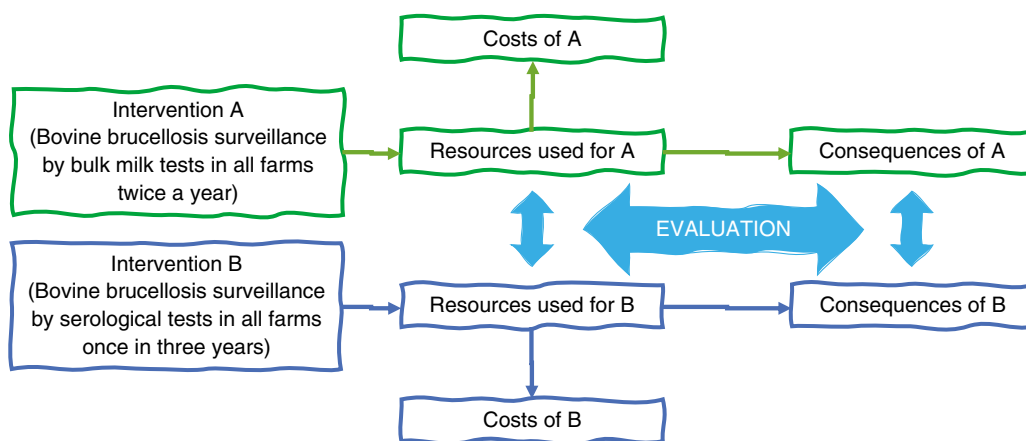 Costs of A
Intervention A
(Bovine brucellosis surveillance
by bulk milk tests in all farms
twice a year)
Resources used for A
Consequences of A
EVALUATION
Intervention B
(Bovine brucellosis surveillance
by serological tests in all farms
once in three years)
Resources used for B
Consequences of B
Costs of B